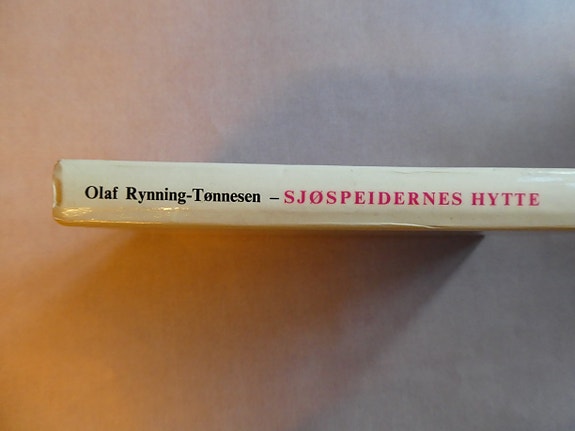 Olaf Rynning-Tønnesen – SJØSPEIDERNES HYTTE